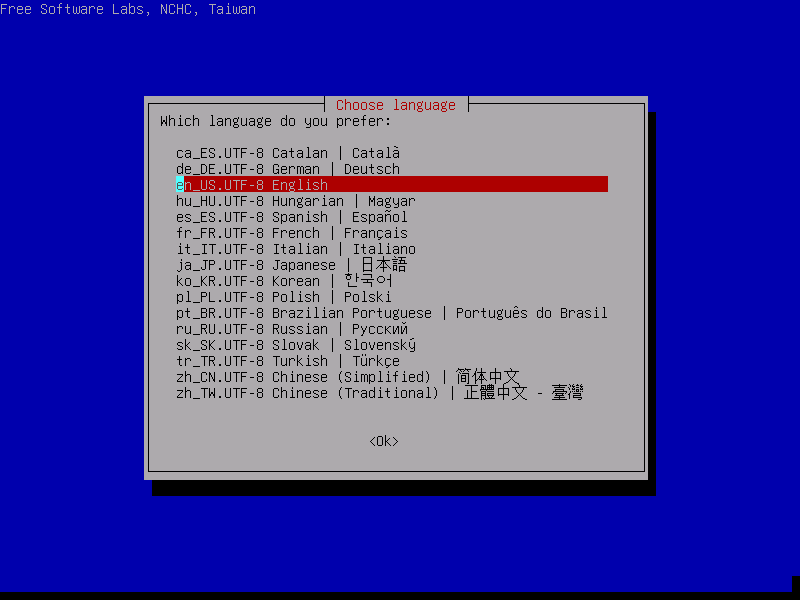 Free Software Labs, NCHC, Taiwan
Choose language
Which language do you prefer:
ca_ES.UTF-8 Catalan | Català
de_DE.UTF-8 German | Deutsch
en_US.UTF-8 English
hu_HU.UTF-8 Hungarian | Magyar
es_ES.UTF-8 Spanish | Español
fr_FR.UTF-8 French | Français
it_IT.UTF-8 Italian | Italiano
ja_JP.UTF-8 Japanese | 日本語
ko_KR.UTF-8 Korean | 한국어
pl_PL.UTF-8 Polish | Polski
pt_BR.UTF-8 Brazilian Portuguese | Português do Brasil
ru_RU.UTF-8 Russian | Русский
sk_SK.UTF-8 Slovak | Slovenský
tr_TR.UTF-8 Turkish | Türkçe
zh_CN.UTF-8 Chinese (Simplified) | 简体中文
zh_TW.UTF-8 Chinese (Traditional) | 正體中文 - 臺灣
<Ok>